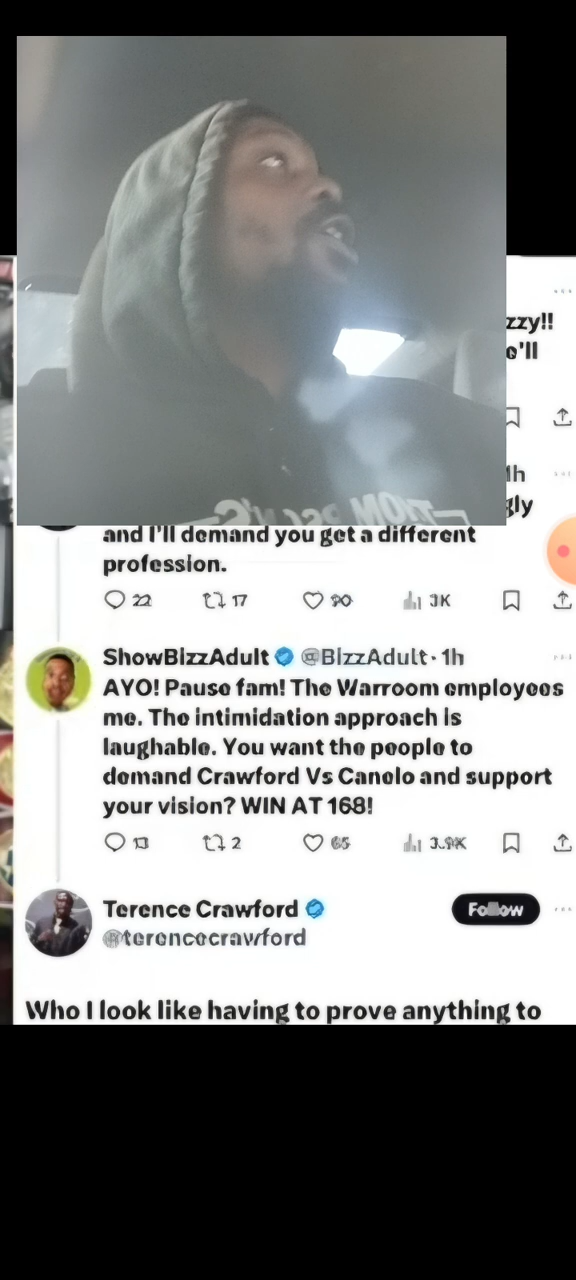 zzy!!
e'll
1h
gly
and I'll demand you get a different
profession.
22 17 90 3K
ShowBizzAdult @BizzAdult · 1h
AYO! Pause fam! The Warroom employees
me. The intimidation approach is
laughable. You want the people to
demand Crawford Vs Canelo and support
your vision? WIN AT 168!
13 2 65 3.9K
Terence Crawford
Follow
@terencecrawford
Who I look like having to prove anything to